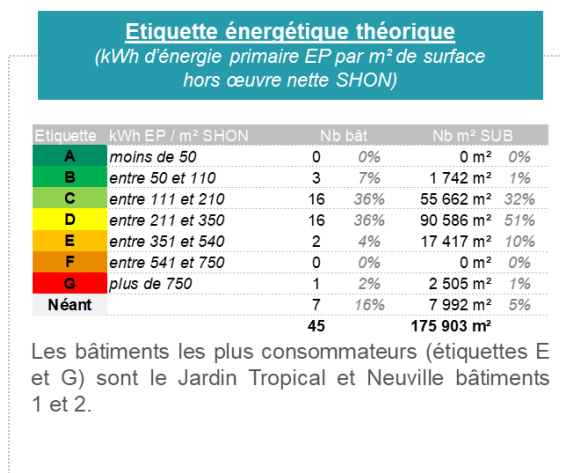 Etiquette énergétique théorique
(kWh d'énergie primaire EP par m² de surface
hors œuvre nette SHON)
Etiquette kWh EP / m² SHON Nb bât Nb m² SUB
A moins de 50 0 0% 0 m² 0%
B entre 50 et 110 3 7% 1 742 m² 1%
C entre 111 et 210 16 36% 55 662 m² 32%
D entre 211 et 350 16 36% 90 586 m² 51%
E entre 351 et 540 2 4% 17 417 m² 10%
F entre 541 et 750 0 0% 0 m² 0%
G plus de 750 1 2% 2 505 m² 1%
Néant 7 16% 7 992 m² 5%
45 175 903 m²
Les bâtiments les plus consommateurs (étiquettes E
et G) sont le Jardin Tropical et Neuville bâtiments
1 et 2.